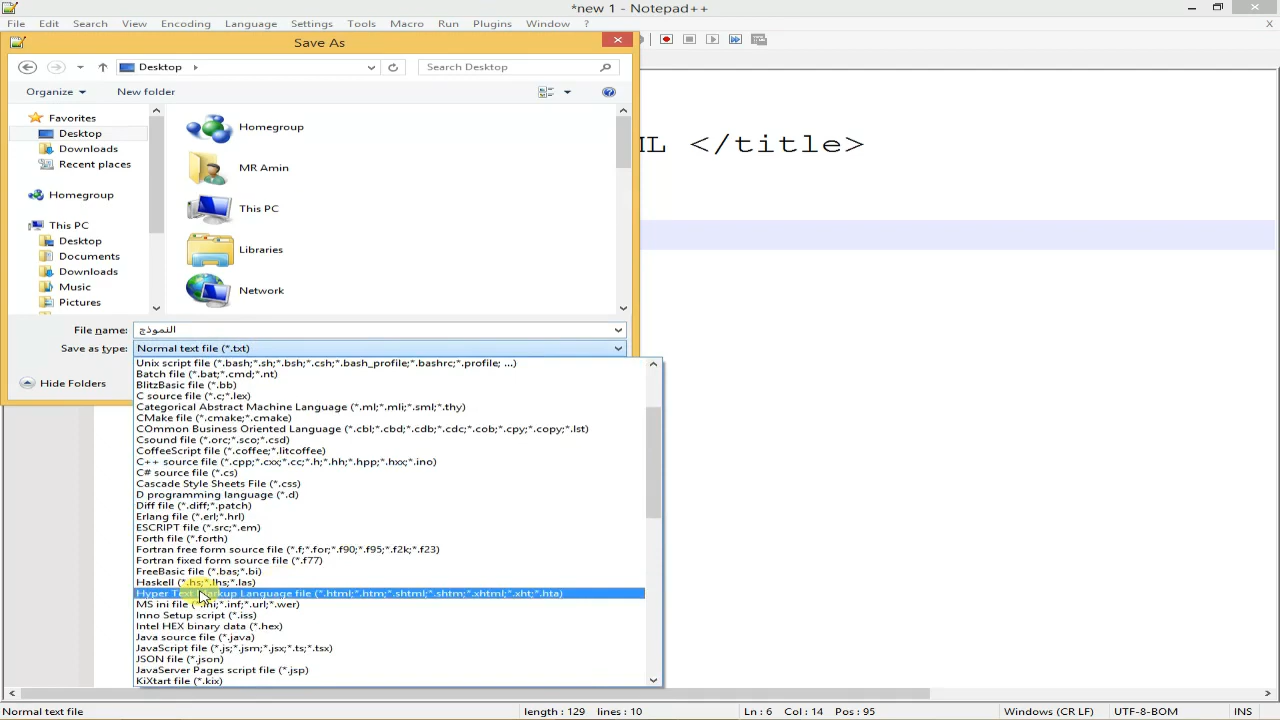 *new 1 - Notepad++
File Edit Search View Encoding Language Settings Tools Macro Run Plugins Window ?
X
Save As
Desktop
Search Desktop
Organize
New folder
Favorites
Desktop
Downloads
Recent places
Homegroup
This PC
Desktop
Documents
Downloads
Music
Pictures
Homegroup
MR Amin
This PC
Libraries
Network
ML </title>
File name: النموذج
Save as type: Normal text file (*.txt)
Hide Folders
Unix script file (*.bash;*.sh;*.bsh;*.csh;*.bash_profile;*.bashrc;*.profile; ...)
Batch file (*.bat;*.cmd;*.nt)
BlitzBasic file (*.bb)
C source file (*.c;*.lex)
Categorical Abstract Machine Language (*.ml;*.mli;*.sml;*.thy)
CMake file (*.cmake;*.cmake)
COmmon Business Oriented Language (*.cbl;*.cbd;*.cdb;*.cdc;*.cob;*.cpy;*.copy;*.lst)
Csound file (*.orc;*.sco;*.csd)
CoffeeScript file (*.coffee;*.litcoffee)
C++ source file (*.cpp;*.cxx;*.cc;*.h;*.hh;*.hpp;*.hxx;*.ino)
C# source file (*.cs)
Cascade Style Sheets File (*.css)
D programming language (*.d)
Diff file (*.diff;*.patch)
Erlang file (*.erl;*.hrl)
ESCRIPT file (*.src;*.em)
Forth file (*.forth)
Fortran free form source file (*.f;*.for;*.f90;*.f95;*.f2k;*.f23)
Fortran fixed form source file (*.f77)
FreeBasic file (*.bas;*.bi)
Haskell (*.hs;*.lhs;*.las)
Hyper Text Markup Language file (*.html;*.htm;*.shtml;*.shtm;*.xhtml;*.xht;*.hta)
MS ini file (*.ini;*.inf;*.url;*.wer)
Inno Setup script (*.iss)
Intel HEX binary data (*.hex)
Java source file (*.java)
JavaScript file (*.js;*.jsm;*.jsx;*.ts;*.tsx)
JSON file (*.json)
JavaServer Pages script file (*.jsp)
KiXtart file (*.kix)
Normal text file length : 129 lines : 10 Ln : 6 Col : 14 Pos : 95 Windows (CR LF) UTF-8-BOM INS